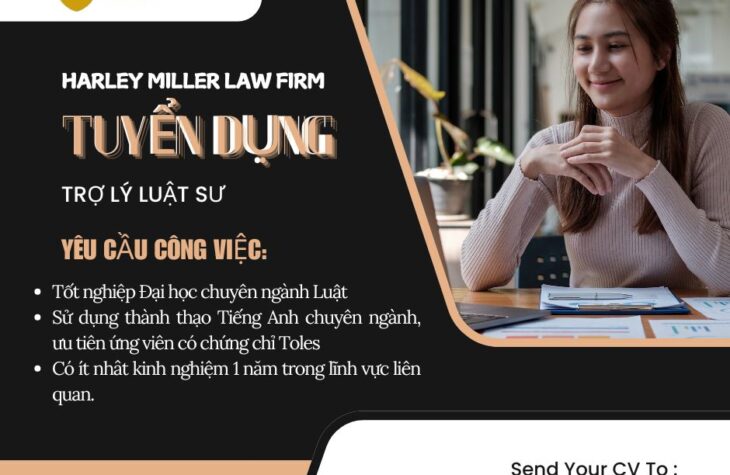 HARLEY MILLER LAW FIRM
TUYỂN DỤNG
TRỢ LÝ LUẬT SƯ
YÊU CẦU CÔNG VIỆC:
• Tốt nghiệp Đại học chuyên ngành Luật
• Sử dụng thành thạo Tiếng Anh chuyên ngành,
ưu tiên ứng viên có chứng chỉ Toles
• Có ít nhât kinh nghiệm 1 năm trong lĩnh vực liên
quan.
Send Your CV To :